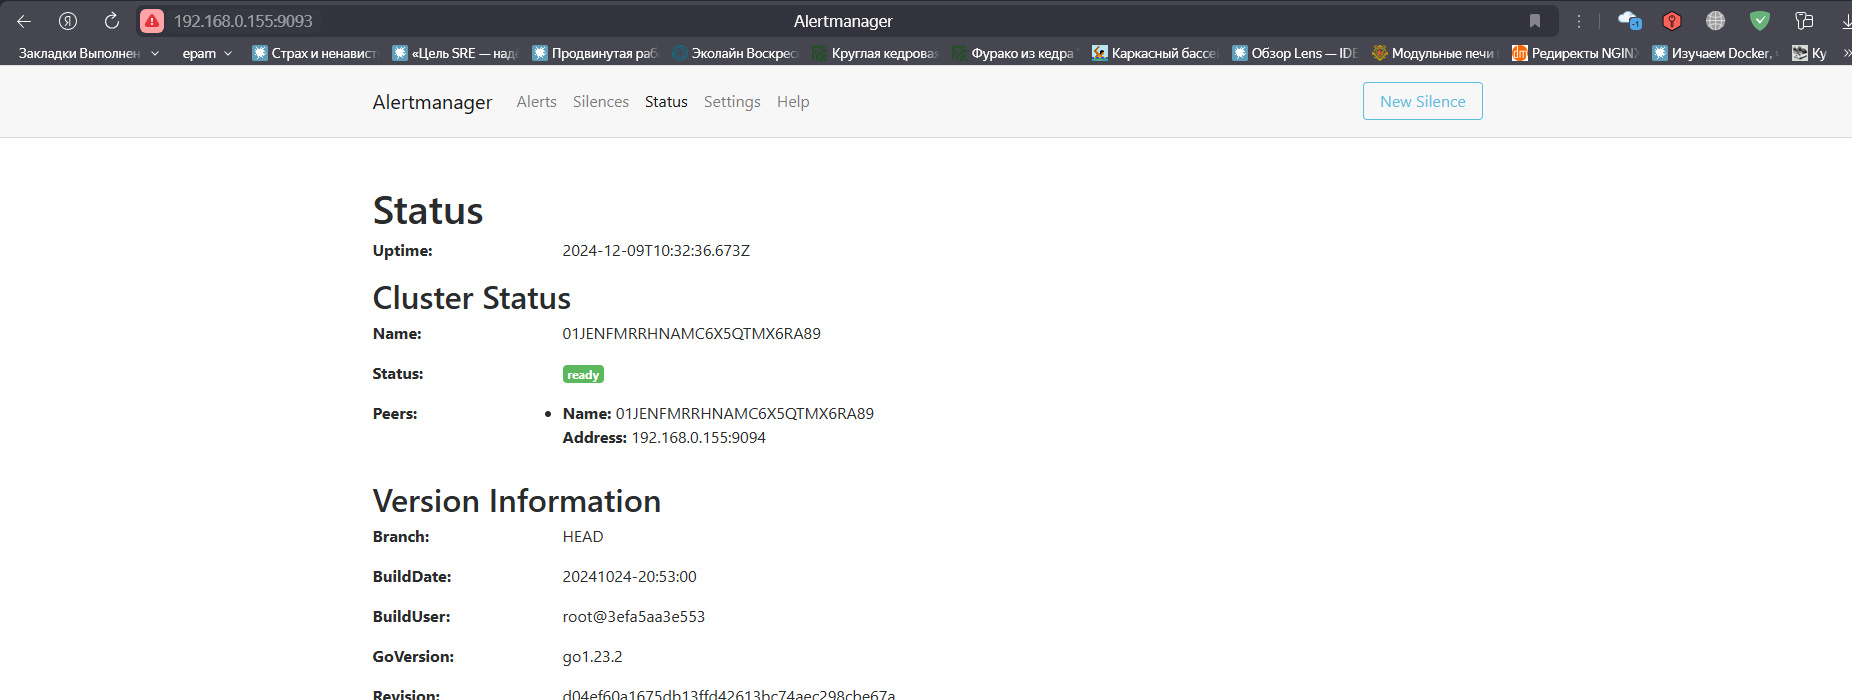 192.168.0.155:9093
Alertmanager
Закладки Выполнен
epam
Страх и ненавист
«Цель SRE — над
Продвинутая раб
Эколайн Воскрес
Круглая кедровая
Фурако из кедра
Каркасный бассе
Обзор Lens — IDE
Модульные печи
Редиректы NGIN
Изучаем Docker,
Ку
Alertmanager Alerts Silences Status Settings Help New Silence
Status
Uptime: 2024-12-09T10:32:36.673Z
Cluster Status
Name: 01JENFMRRHNAMC6X5QTMX6RA89
Status: ready
Peers: Name: 01JENFMRRHNAMC6X5QTMX6RA89
Address: 192.168.0.155:9094
Version Information
Branch: HEAD
BuildDate: 20241024-20:53:00
BuildUser: root@3efa5aa3e553
GoVersion: go1.23.2
Revision: d04ef60a1675db13ffd42613bc74aec298cbe67a